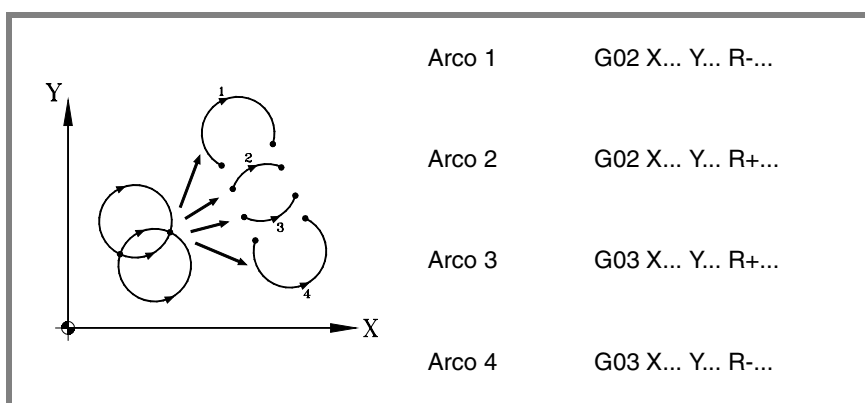 Arco 1 G02 X... Y... R-...
Y
1
Arco 2 G02 X... Y... R+...
2
3
Arco 3 G03 X... Y... R+...
4
X
Arco 4 G03 X... Y... R-...